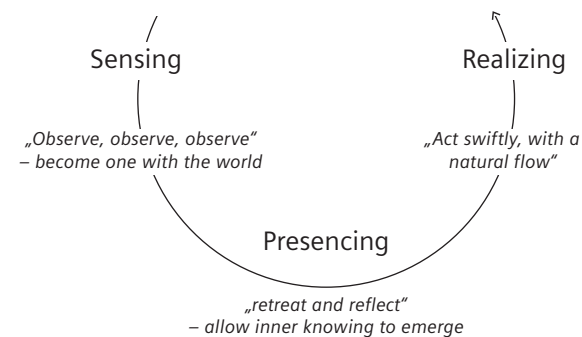 Sensing
„Observe, observe, observe“
– become one with the world
Presencing
„retreat and reflect“
– allow inner knowing to emerge
Realizing
„Act swiftly, with a
natural flow“